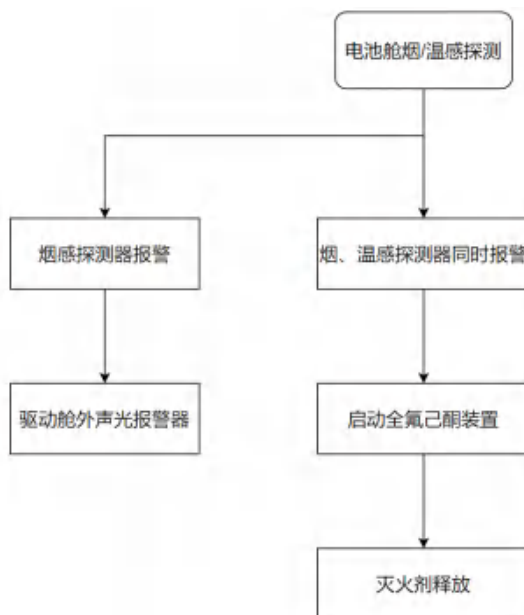 电池舱烟/温感探测
烟感探测器报警
烟、温感探测器同时报警
驱动舱外声光报警器
启动全氟己酮装置
灭火剂释放